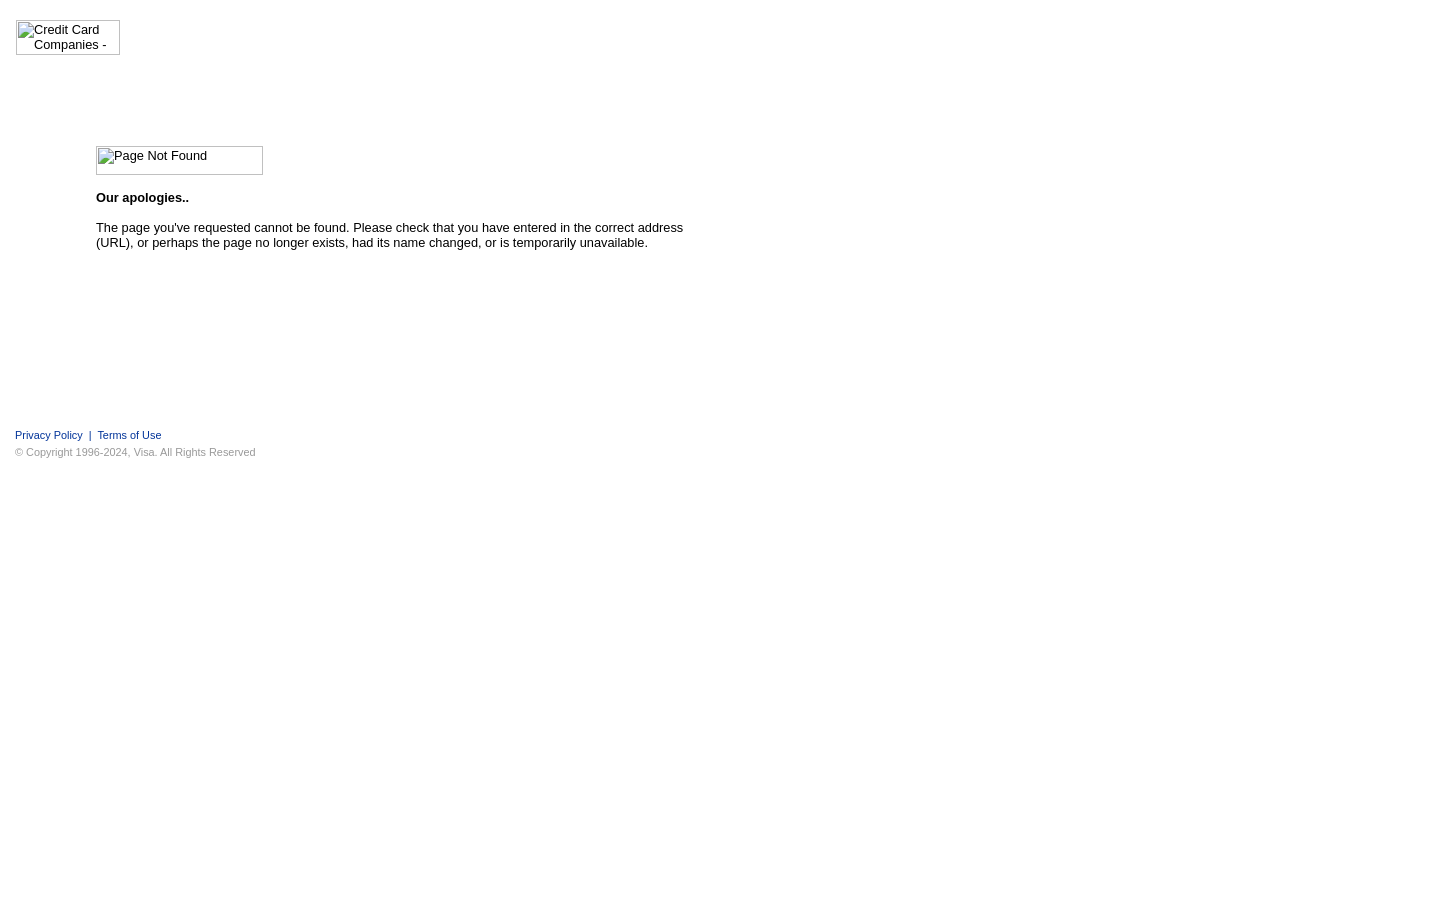 Credit Card
Companies -
Page Not Found
Our apologies..
The page you've requested cannot be found. Please check that you have entered in the correct address
(URL), or perhaps the page no longer exists, had its name changed, or is temporarily unavailable.
Privacy Policy | Terms of Use
© Copyright 1996-2024, Visa. All Rights Reserved